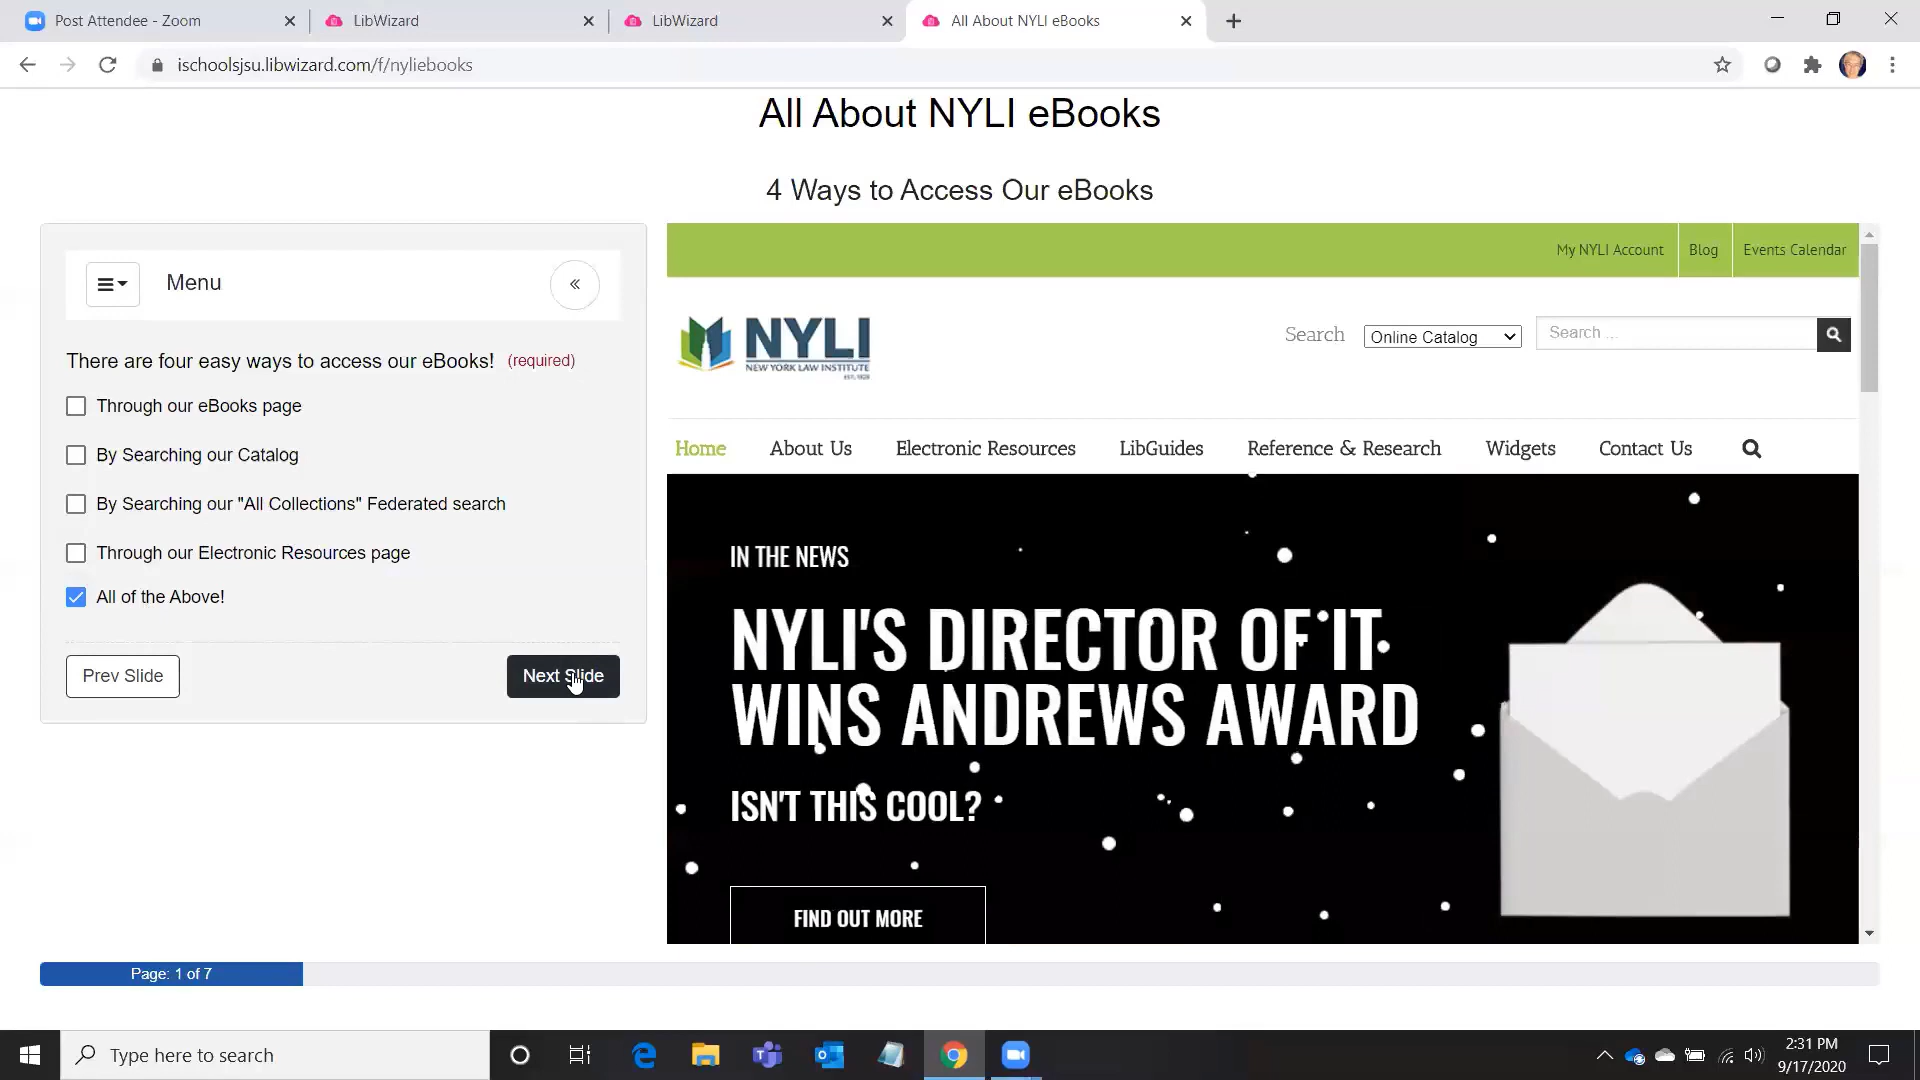 Post Attendee - Zoom
LibWizard
LibWizard
All About NYLI eBooks
ischoolsjsu.libwizard.com/f/nyliebooks
All About NYLI eBooks
4 Ways to Access Our eBooks
Menu
There are four easy ways to access our eBooks! (required)
Through our eBooks page
By Searching our Catalog
By Searching our "All Collections" Federated search
Through our Electronic Resources page
All of the Above!
Prev Slide
Next Slide
My NYLI Account
Blog
Events Calendar
NYLI
NEW YORK LAW INSTITUTE
EST. 1828
Search
Online Catalog
Search ...
Home
About Us
Electronic Resources
LibGuides
Reference & Research
Widgets
Contact Us
IN THE NEWS
NYLI'S DIRECTOR OF IT
WINS ANDREWS AWARD
ISN'T THIS COOL?
FIND OUT MORE
Page: 1 of 7
Type here to search
2:31 PM
9/17/2020